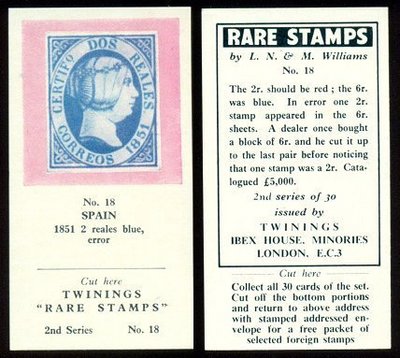 CERTIFDO DOS REALES
CORREOS 1851
No. 18
SPAIN
1851 2 reales blue,
error
Cut here
TWININGS
"RARE STAMPS"
2nd Series No. 18
RARE STAMPS
by L. N. & M. Williams
No. 18
The 2r. should be red ; the 6r.
was blue. In error one 2r.
stamp appeared in the 6r.
sheets. A dealer once bought
a block of 6r. and he cut it up
to the last pair before noticing
that one stamp was a 2r. Cata-
logued £5,000.
2nd series of 30
issued by
TWININGS
IBEX HOUSE, MINORIES
LONDON, E.C.3
Cut here
Collect all 30 cards of the set.
Cut off the bottom portions
and return to above address
with stamped addressed en-
velope for a free packet of
selected foreign stamps